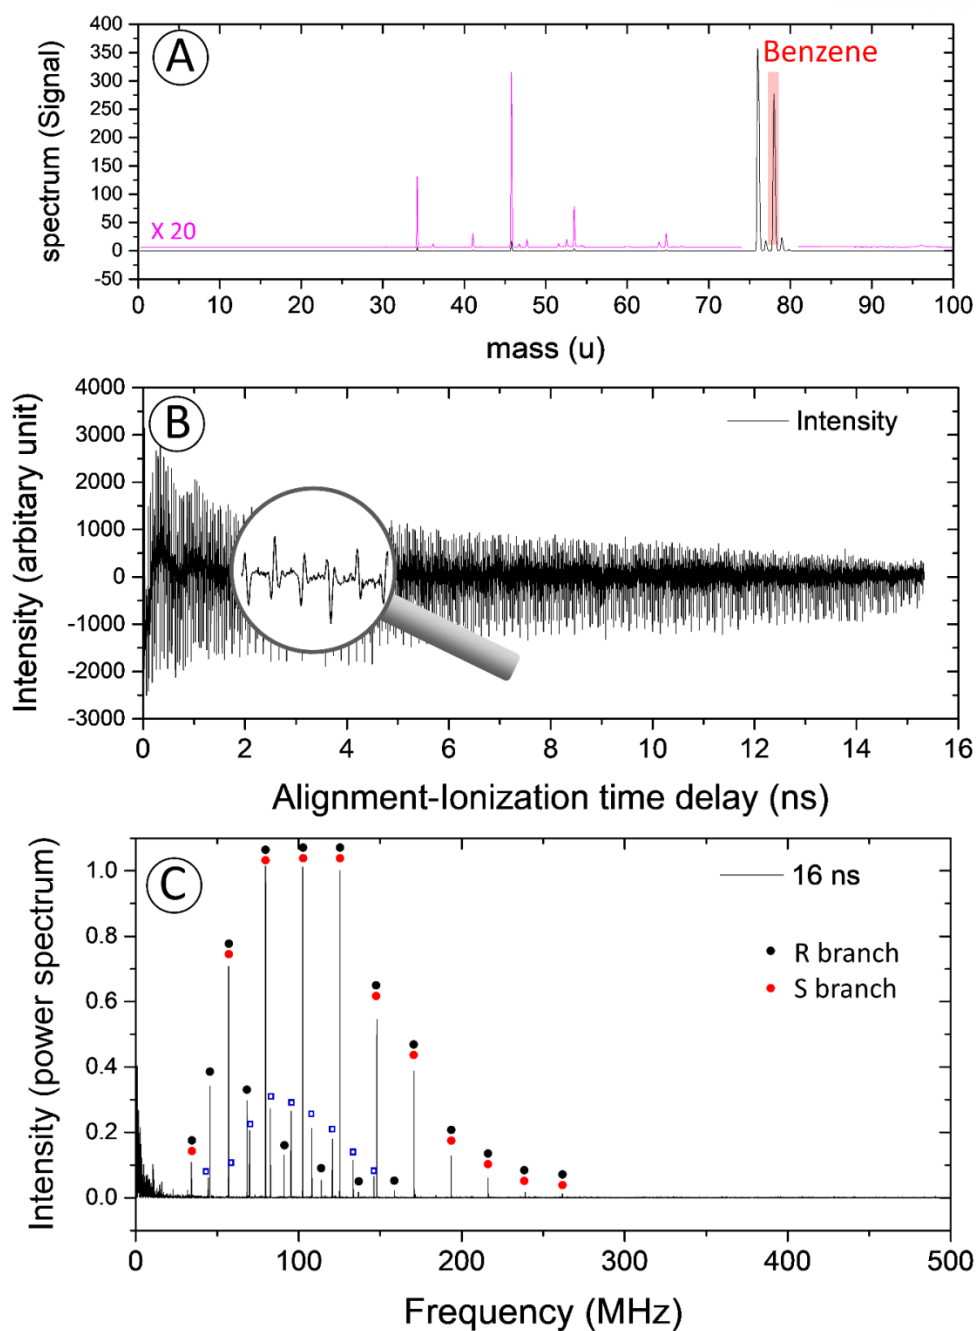 A
Benzene
X 20
400
350
300
250
200
150
100
50
0
-50
spectrum (Signal)
0 10 20 30 40 50 60 70 80 90 100
mass (u)
B
Intensity
4000
3000
2000
1000
0
-1000
-2000
-3000
Intensity (arbitary unit)
0 2 4 6 8 10 12 14 16
Alignment-Ionization time delay (ns)
C
16 ns
R branch
S branch
1.0
0.8
0.6
0.4
0.2
0.0
Intensity (power spectrum)
0 100 200 300 400 500
Frequency (MHz)